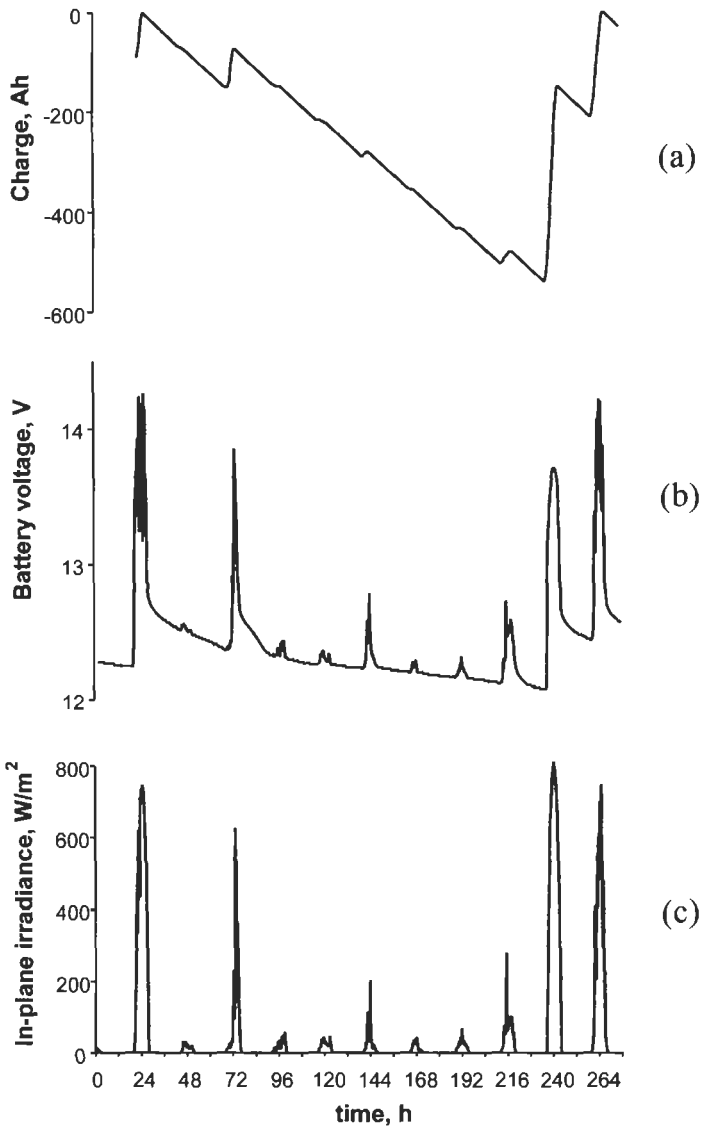 0
-200
-400
-600
Charge, Ah
(a)
14
13
12
Battery voltage, V
(b)
800
600
400
200
0
In-plane irradiance, W/m²
(c)
0 24 48 72 96 120 144 168 192 216 240 264
time, h